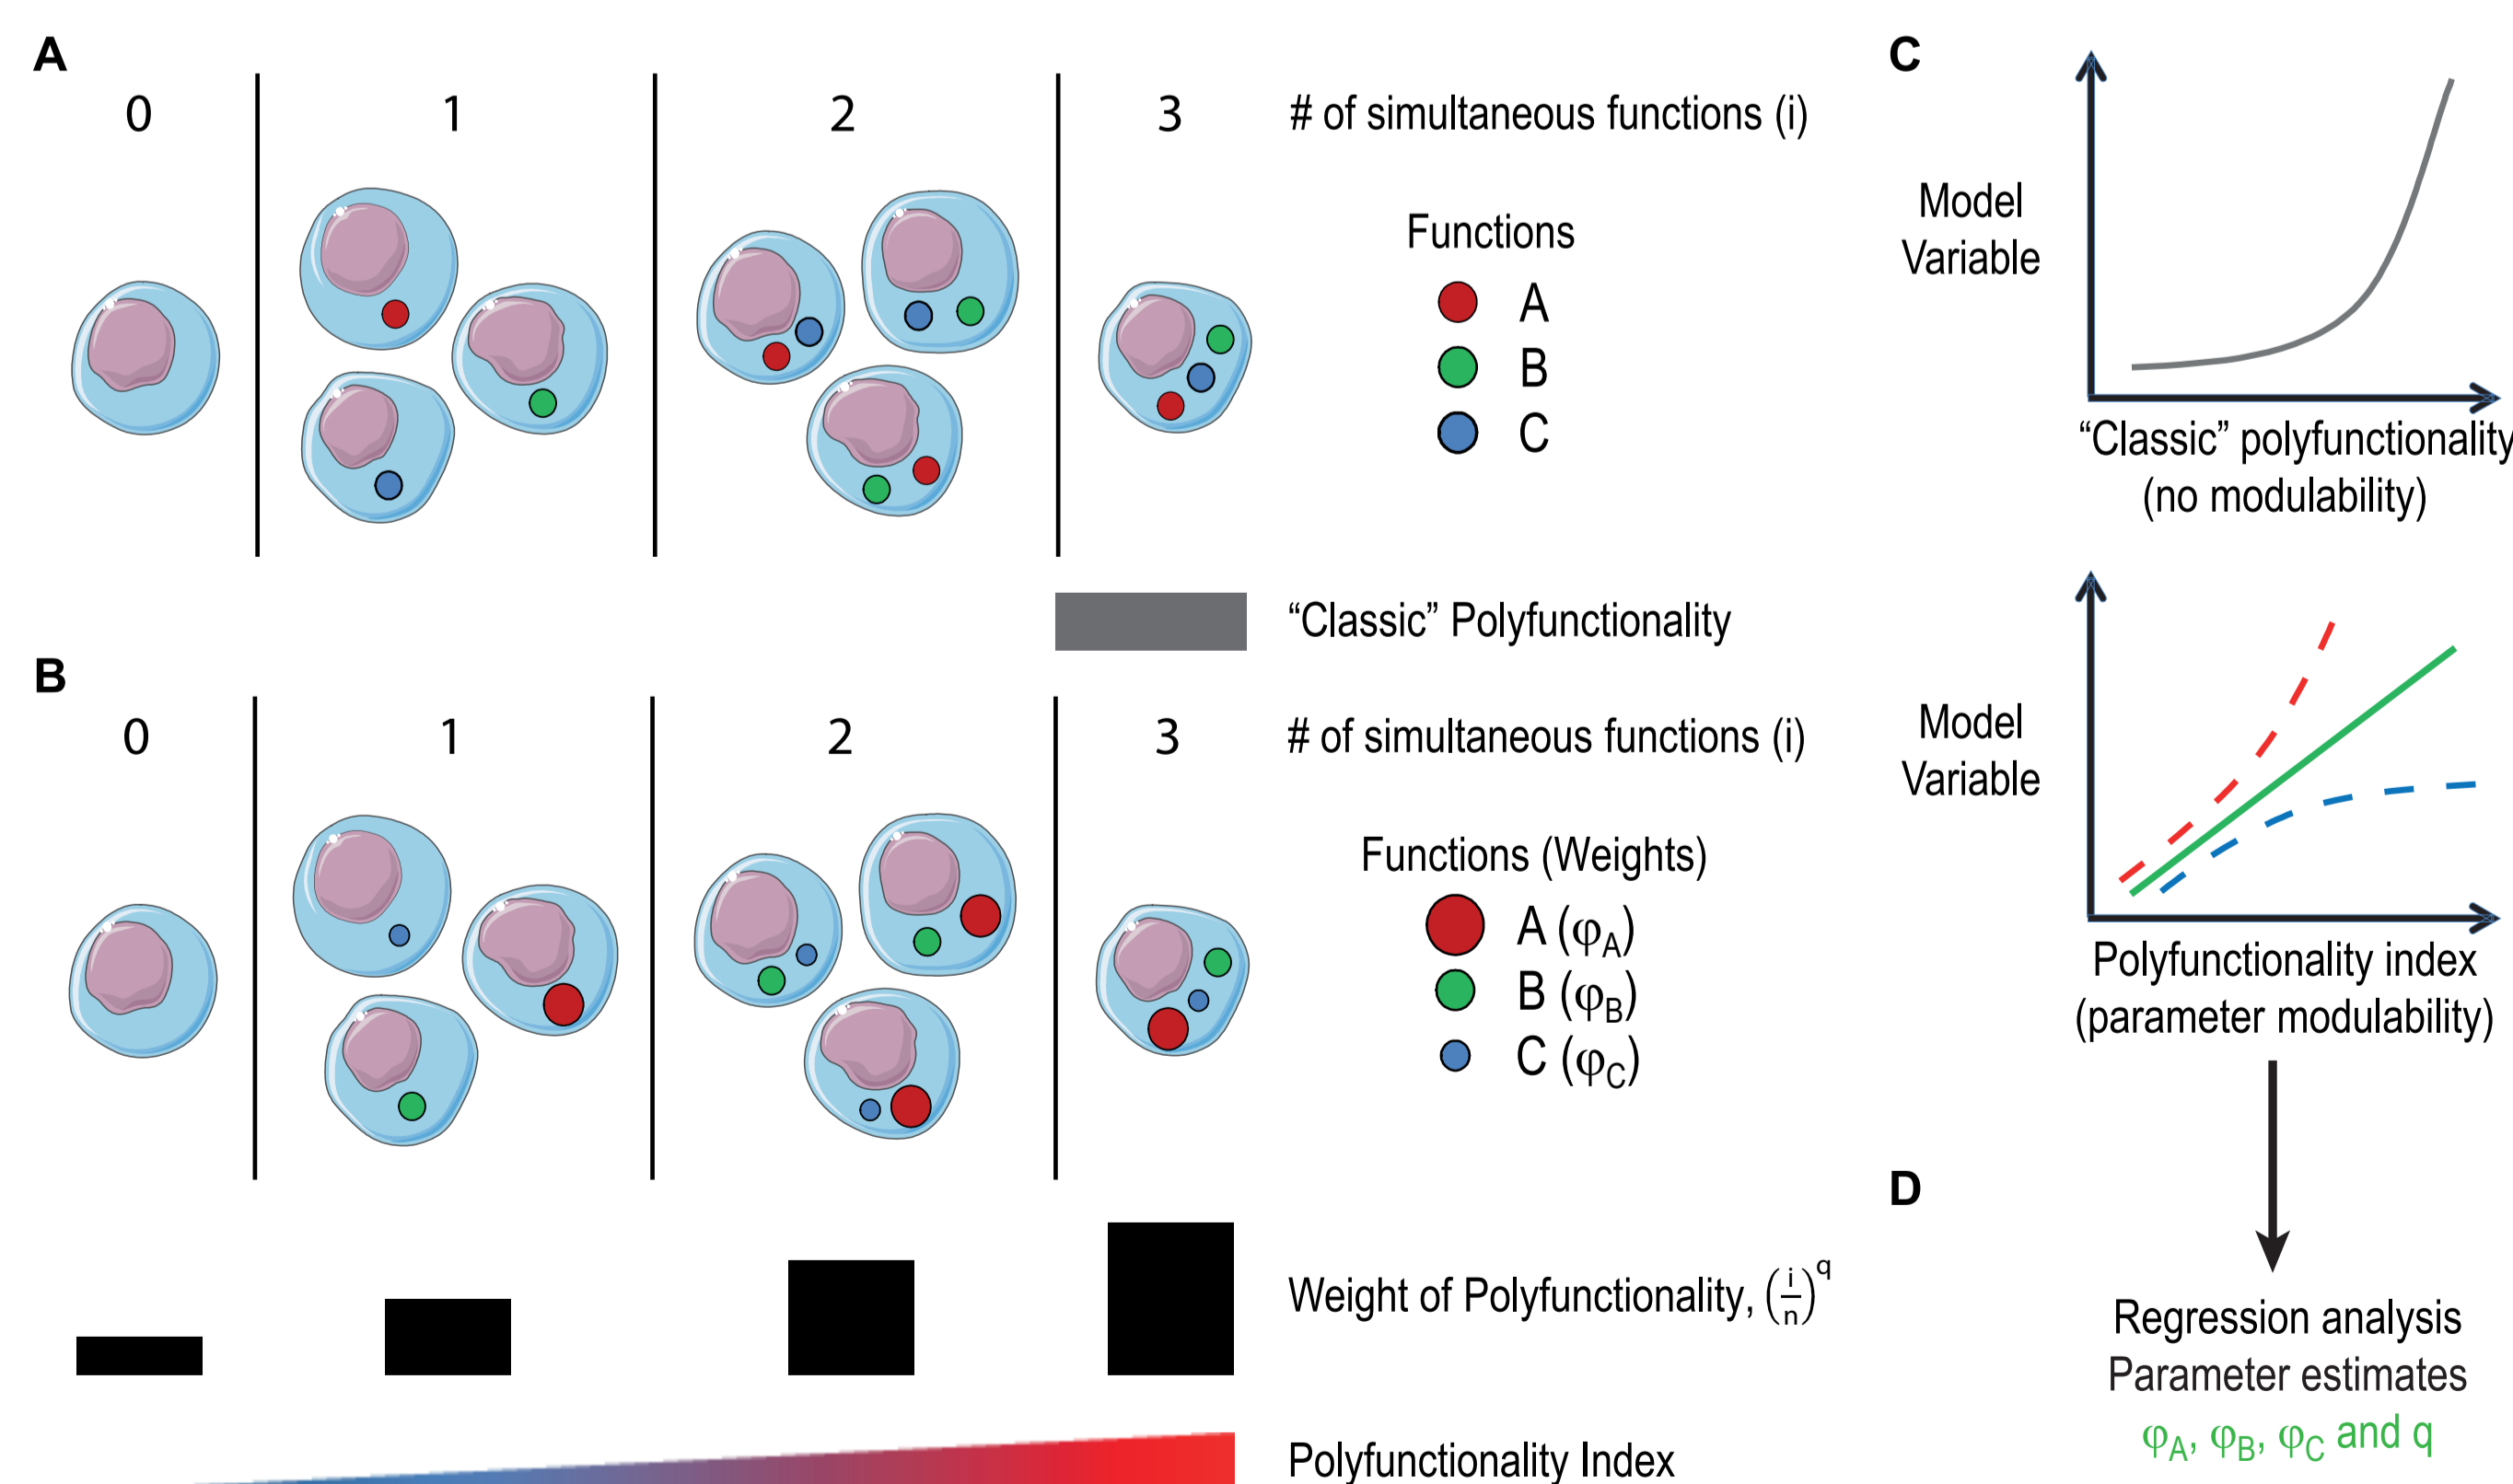 A
0 1 2 3 # of simultaneous functions (i)
Functions
A
B
C
“Classic” Polyfunctionality
B
0 1 2 3 # of simultaneous functions (i)
Functions (Weights)
A (φA)
B (φB)
C (φC)
Weight of Polyfunctionality, (i/n)^q
Polyfunctionality Index
C
Model
Variable
“Classic” polyfunctionality
(no modulability)
Model
Variable
Polyfunctionality index
(parameter modulability)
D
Regression analysis
Parameter estimates
φA, φB, φC and q